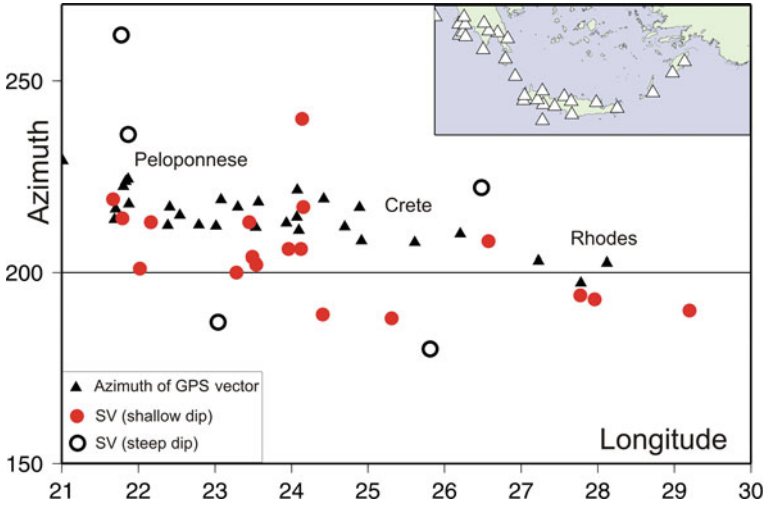 Azimuth
250
200
150
Peloponnese
Crete
Rhodes
Azimuth of GPS vector
SV (shallow dip)
SV (steep dip)
Longitude
21 22 23 24 25 26 27 28 29 30